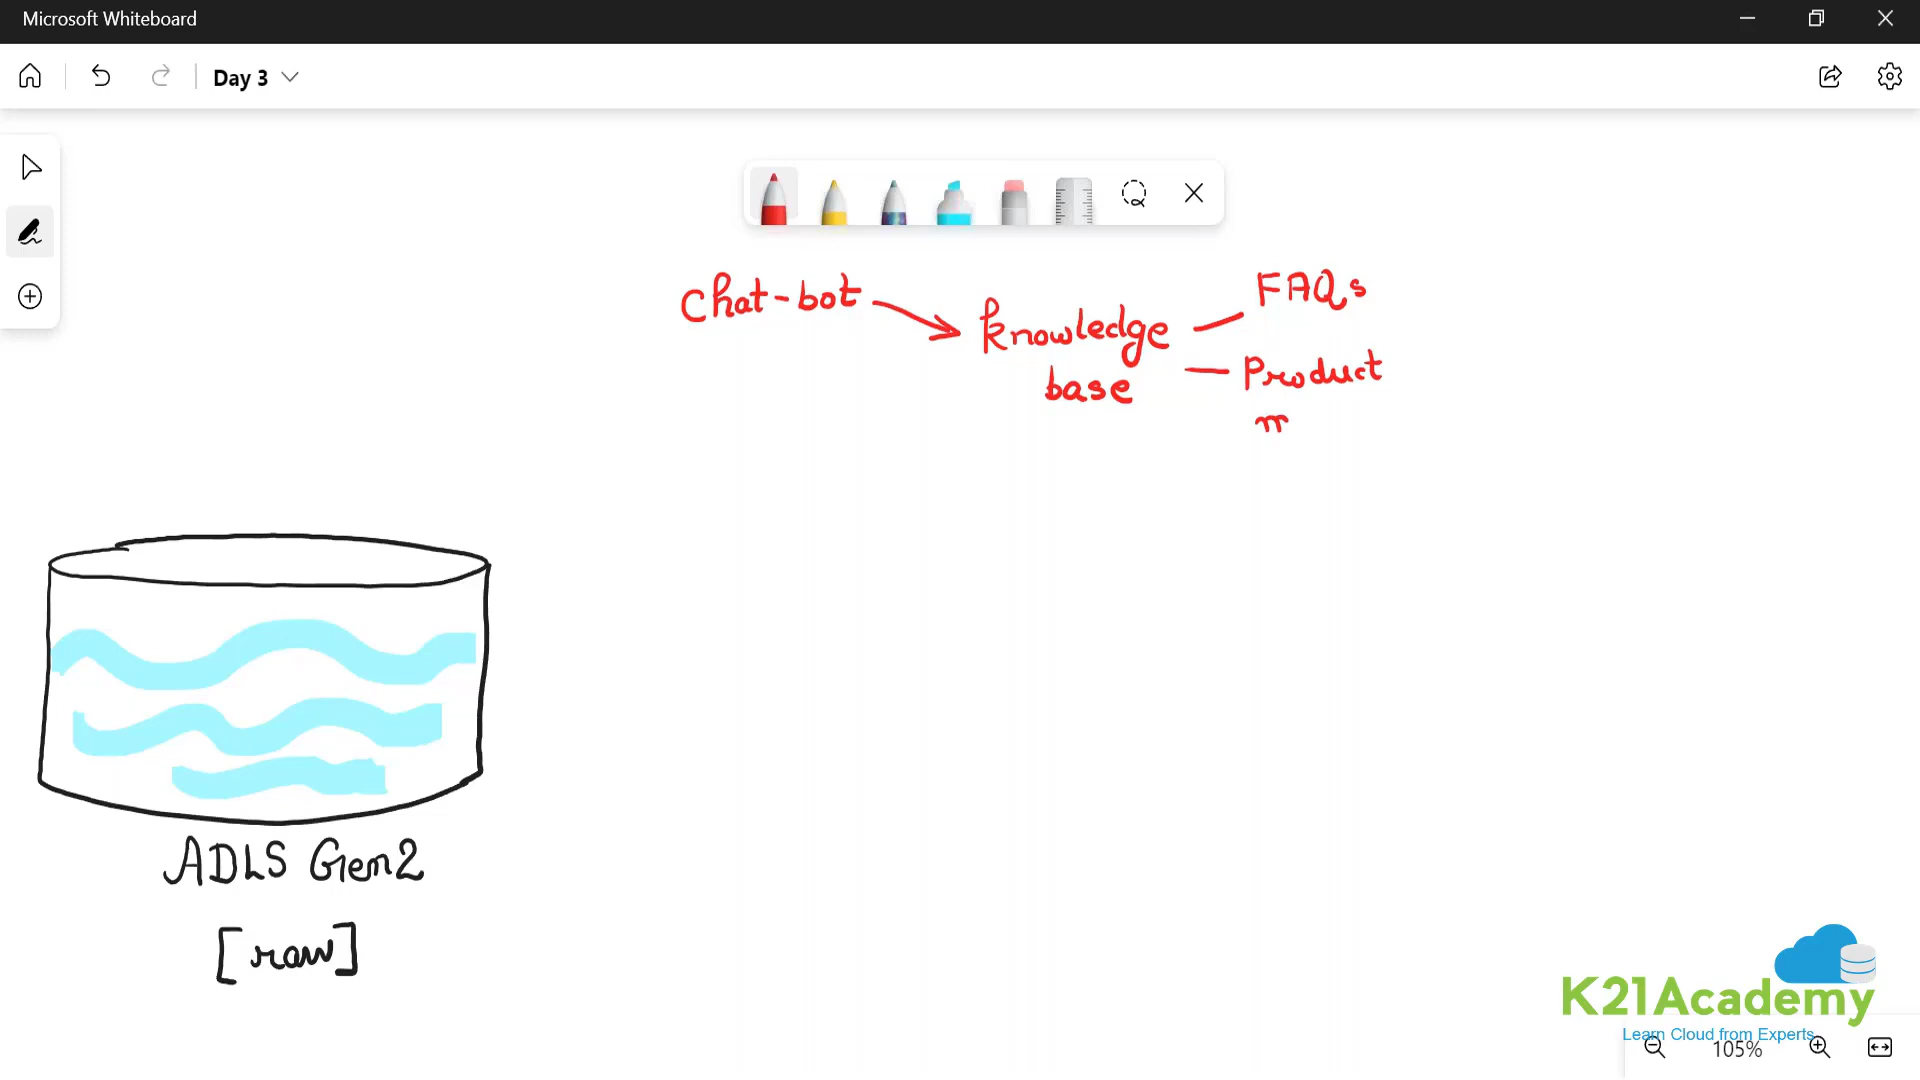 Microsoft Whiteboard
Day 3
Chat-bot
knowledge
base
FAQs
Product
m
ADLS Gen2
[raw]
K21Academy
Learn Cloud from Experts
105%